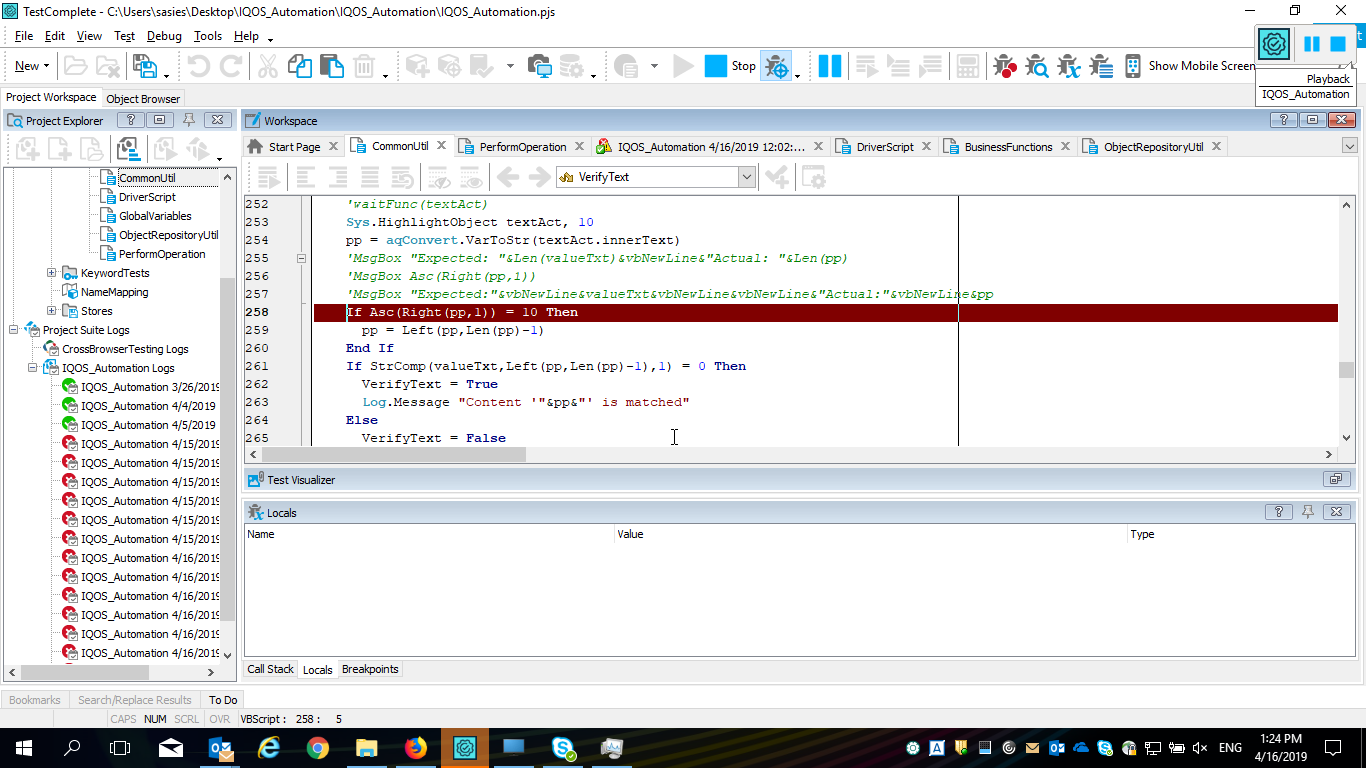 TestComplete - C:\Users\sasies\Desktop\IQOS_Automation\IQOS_Automation\IQOS_Automation.pjs
File Edit View Test Debug Tools Help
New Stop Show Mobile Screen
Playback
IQOS_Automation
Project Workspace Object Browser
Project Explorer
CommonUtil
DriverScript
GlobalVariables
ObjectRepositoryUtil
PerformOperation
KeywordTests
NameMapping
Stores
Project Suite Logs
CrossBrowserTesting Logs
IQOS_Automation Logs
IQOS_Automation 3/26/2019
IQOS_Automation 4/4/2019
IQOS_Automation 4/5/2019
IQOS_Automation 4/15/2019
IQOS_Automation 4/15/2019
IQOS_Automation 4/15/2019
IQOS_Automation 4/15/2019
IQOS_Automation 4/15/2019
IQOS_Automation 4/15/2019
IQOS_Automation 4/16/2019
IQOS_Automation 4/16/2019
IQOS_Automation 4/16/2019
IQOS_Automation 4/16/2019
IQOS_Automation 4/16/2019
IQOS_Automation 4/16/2019
Workspace
Start Page CommonUtil PerformOperation IQOS_Automation 4/16/2019 12:02:... DriverScript BusinessFunctions ObjectRepositoryUtil
VerifyText
252 'waitFunc(textAct)
253 Sys.HighlightObject textAct, 10
254 pp = aqConvert.VarToStr(textAct.innerText)
255 'MsgBox "Expected: "&Len(valueTxt)&vbNewLine&"Actual: "&Len(pp)
256 'MsgBox Asc(Right(pp,1))
257 'MsgBox "Expected:"&vbNewLine&valueTxt&vbNewLine&vbNewLine&"Actual:"&vbNewLine&pp
258 If Asc(Right(pp,1)) = 10 Then
259 pp = Left(pp,Len(pp)-1)
260 End If
261 If StrComp(valueTxt,Left(pp,Len(pp)-1),1) = 0 Then
262 VerifyText = True
263 Log.Message "Content '"&pp&"' is matched"
264 Else
265 VerifyText = False
Test Visualizer
Locals
Name Value Type
Call Stack Locals Breakpoints
Bookmarks Search/Replace Results To Do
CAPS NUM SCRL OVR VBScript : 258 : 5
ENG
1:24 PM
4/16/2019